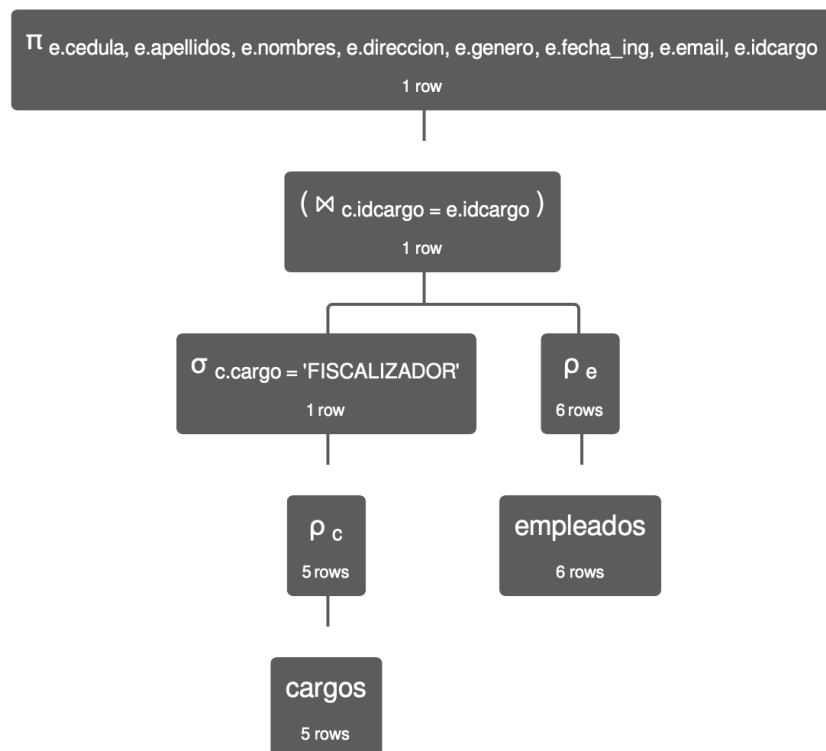 π e.cedula, e.apellidos, e.nombres, e.direccion, e.genero, e.fecha_ing, e.email, e.idcargo
1 row
( ⋈ c.idcargo = e.idcargo )
1 row
σ c.cargo = 'FISCALIZADOR'
1 row
ρ e
6 rows
ρ c
5 rows
empleados
6 rows
cargos
5 rows